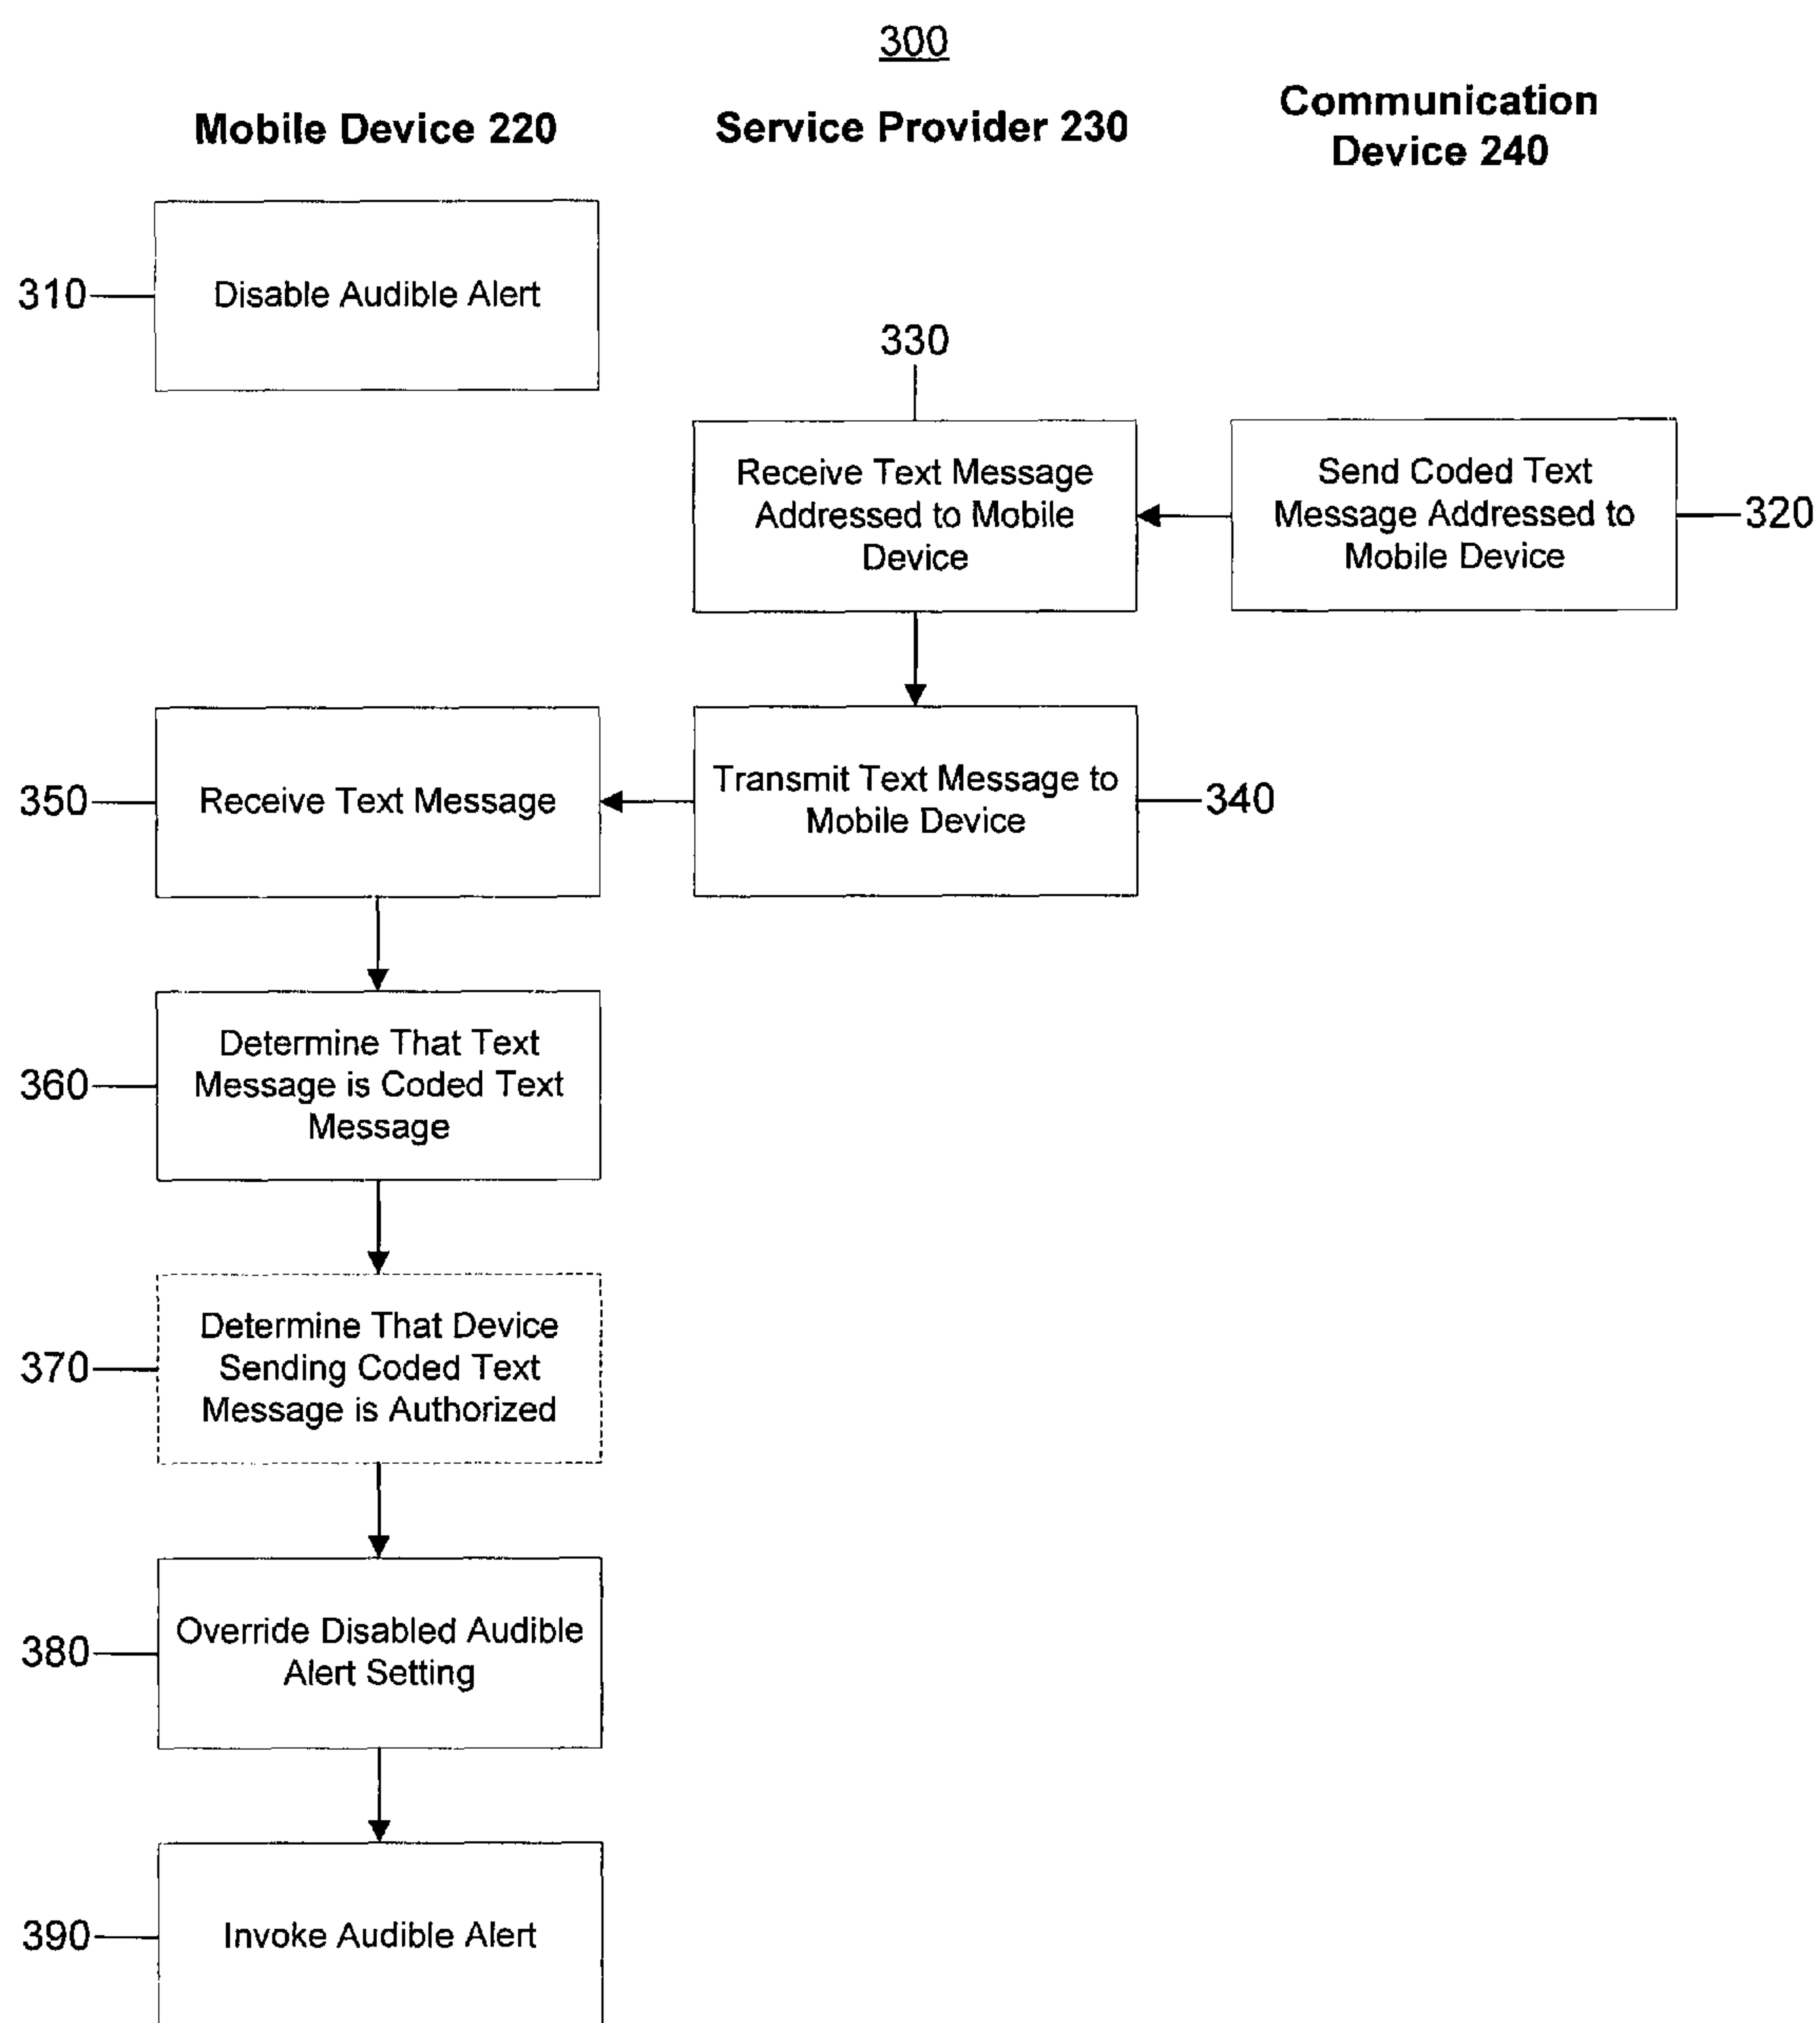 300
Mobile Device 220
Service Provider 230
Communication
Device 240
310
Disable Audible Alert
330
Receive Text Message
Addressed to Mobile
Device
Send Coded Text
Message Addressed to
Mobile Device
320
350
Receive Text Message
Transmit Text Message to
Mobile Device
340
360
Determine That Text
Message is Coded Text
Message
370
Determine That Device
Sending Coded Text
Message is Authorized
380
Override Disabled Audible
Alert Setting
390
Invoke Audible Alert